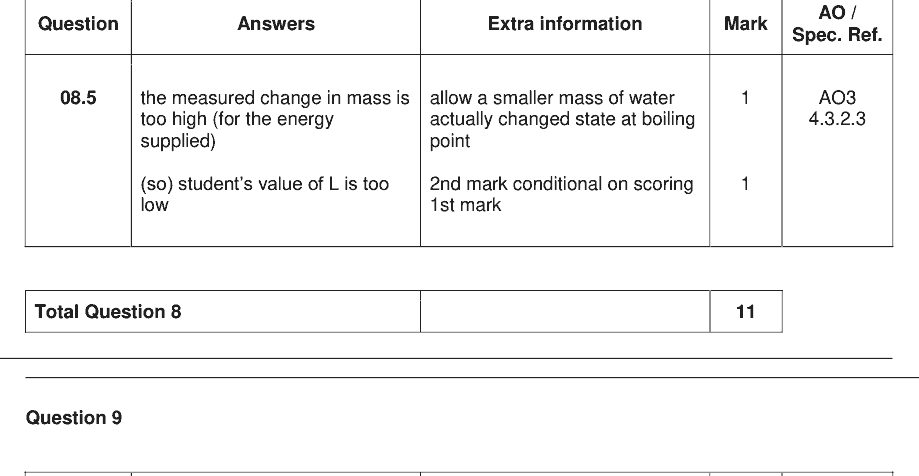 Question Answers Extra information Mark AO /
Spec. Ref.
08.5 the measured change in mass is allow a smaller mass of water 1 AO3
too high (for the energy actually changed state at boiling 4.3.2.3
supplied) point
(so) student's value of L is too 2nd mark conditional on scoring 1
low 1st mark
Total Question 8 11
Question 9